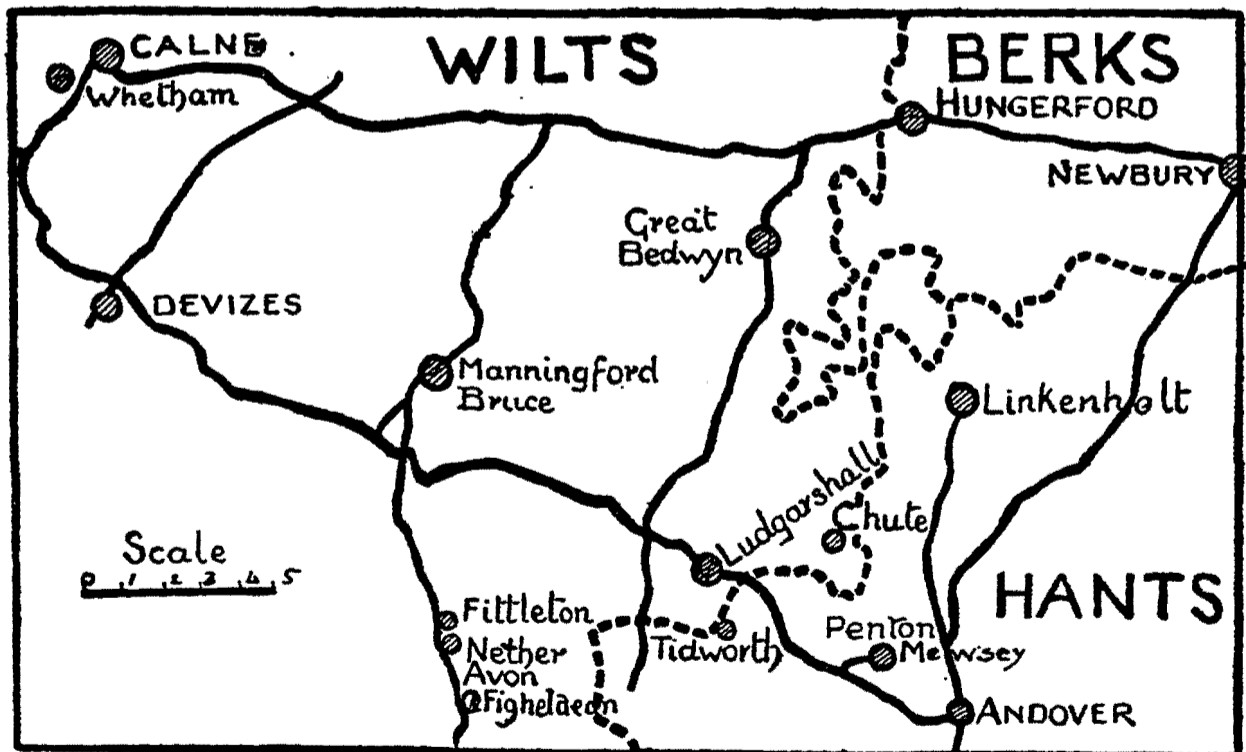 WILTS
BERKS
CALNE
Whetham
HUNGERFORD
NEWBURY
Great
Bedwyn
DEVIZES
Manningford
Bruce
Linkenholt
Ludgarshall
Chute
Scale
0 1 2 3 4 5
HANTS
Fittleton
Nether
Avon
Figheldean
Tidworth
Penton
Mewsey
ANDOVER